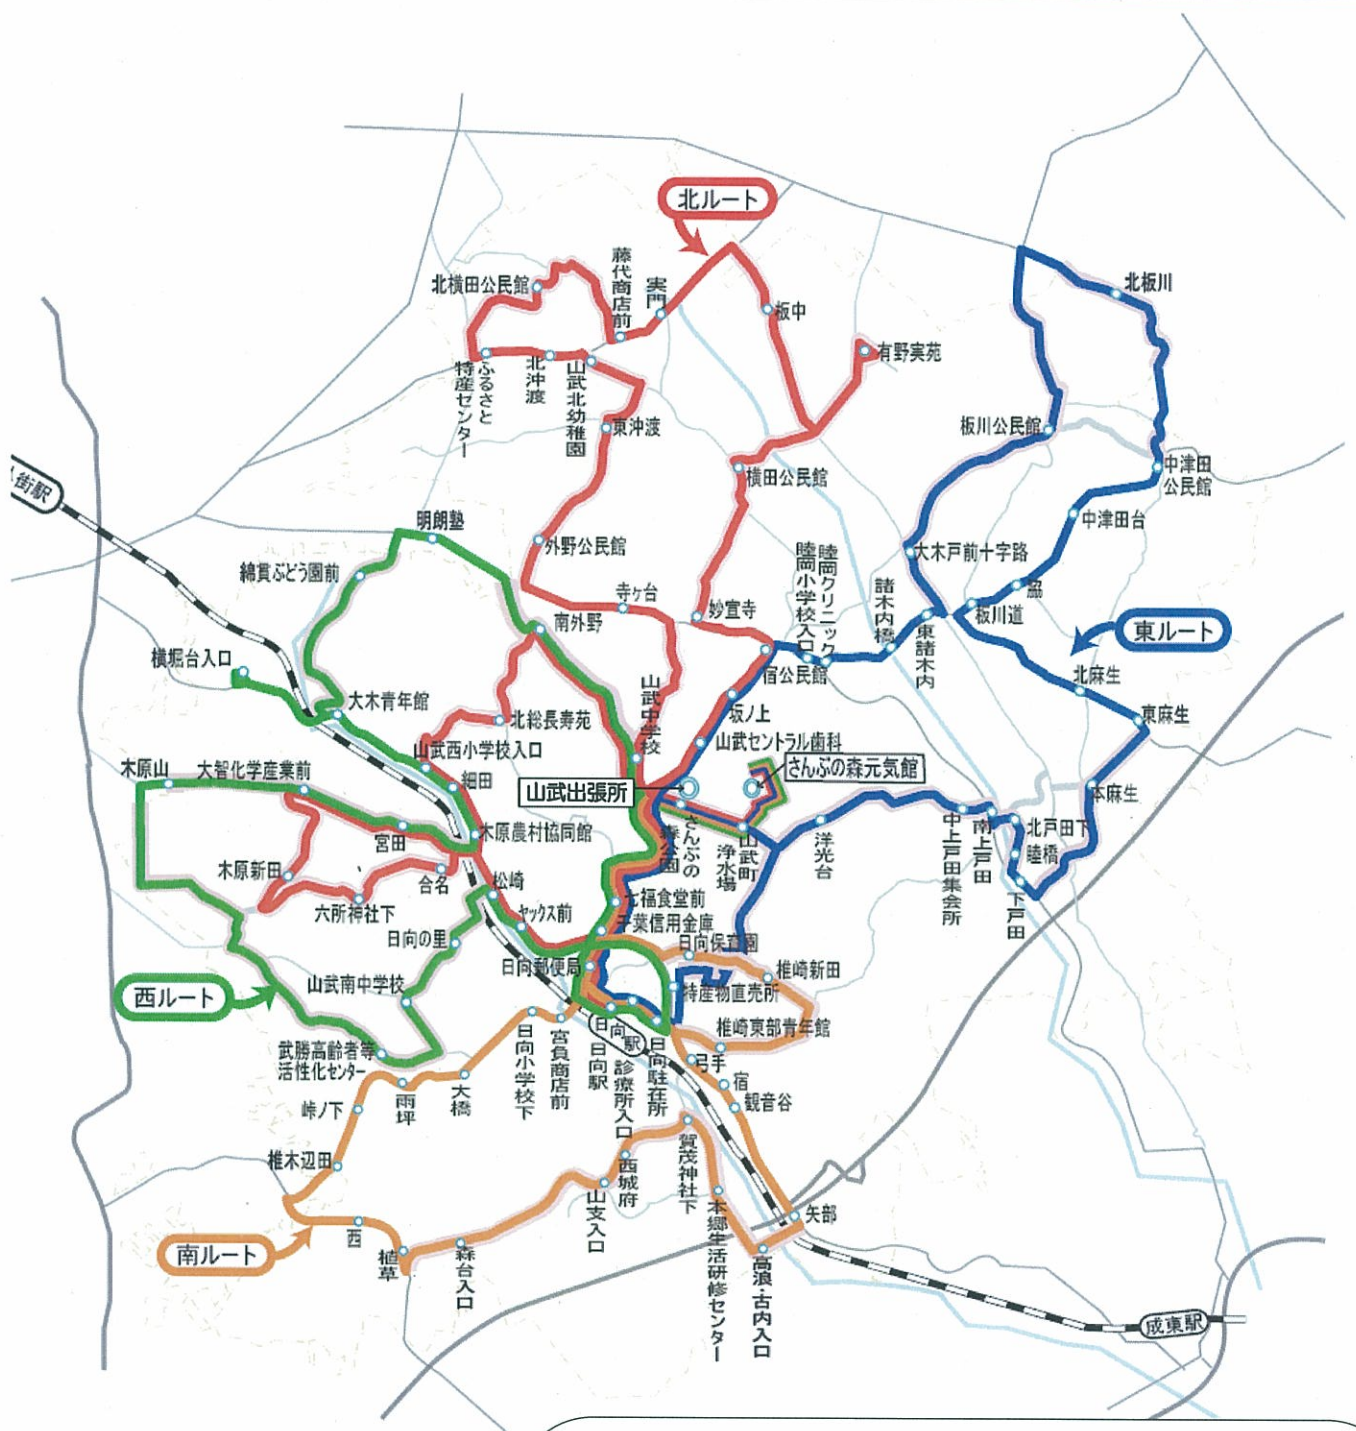 北ルート
北横田公民館
藤代商店前
実門
板中
有野実苑
北板川
ふるさと
特産センター
北沖渡
山武北幼稚園
東沖渡
板川公民館
横田公民館
中津田
公民館
街駅
明朗塾
外野公民館
中津田台
綿貫ぶどう園前
大木戸前十字路
睦岡小学校入口
睦岡クリニック
諸木内橋
東諸木内
板川道
脇
東ルート
寺ヶ台
妙宣寺
南外野
横堀台入口
宿公民館
北麻生
大木青年館
北総長寿苑
山武中学校
坂ノ上
東麻生
山武西小学校入口
山武セントラル歯科
木原山
大智化学産業前
細田
山武出張所
さんぶの森元気館
本麻生
宮田
木原農村協同館
さんぶの
森公園
山武町
浄水場
洋光台
中上戸田集会所
南上戸田
北戸田下
睦橋
下戸田
木原新田
合名
松崎
六所神社下
ヤックス前
七福食堂前
千葉信用金庫
日向の里
日向保育園
日向郵便局
椎崎新田
西ルート
山武南中学校
特産物直売所
武勝高齢者等
活性化センター
日向小学校下
宮負商店前
日向駅
日向駅
診療所入口
日向駐在所
椎崎東部青年館
弓手
宿
観音谷
峠ノ下
雨坪
大橋
椎木辺田
賀茂神社下
西城府
山支入口
本郷生活研修センター
矢部
南ルート
西
植草
森台入口
高浪・古内入口
成東駅